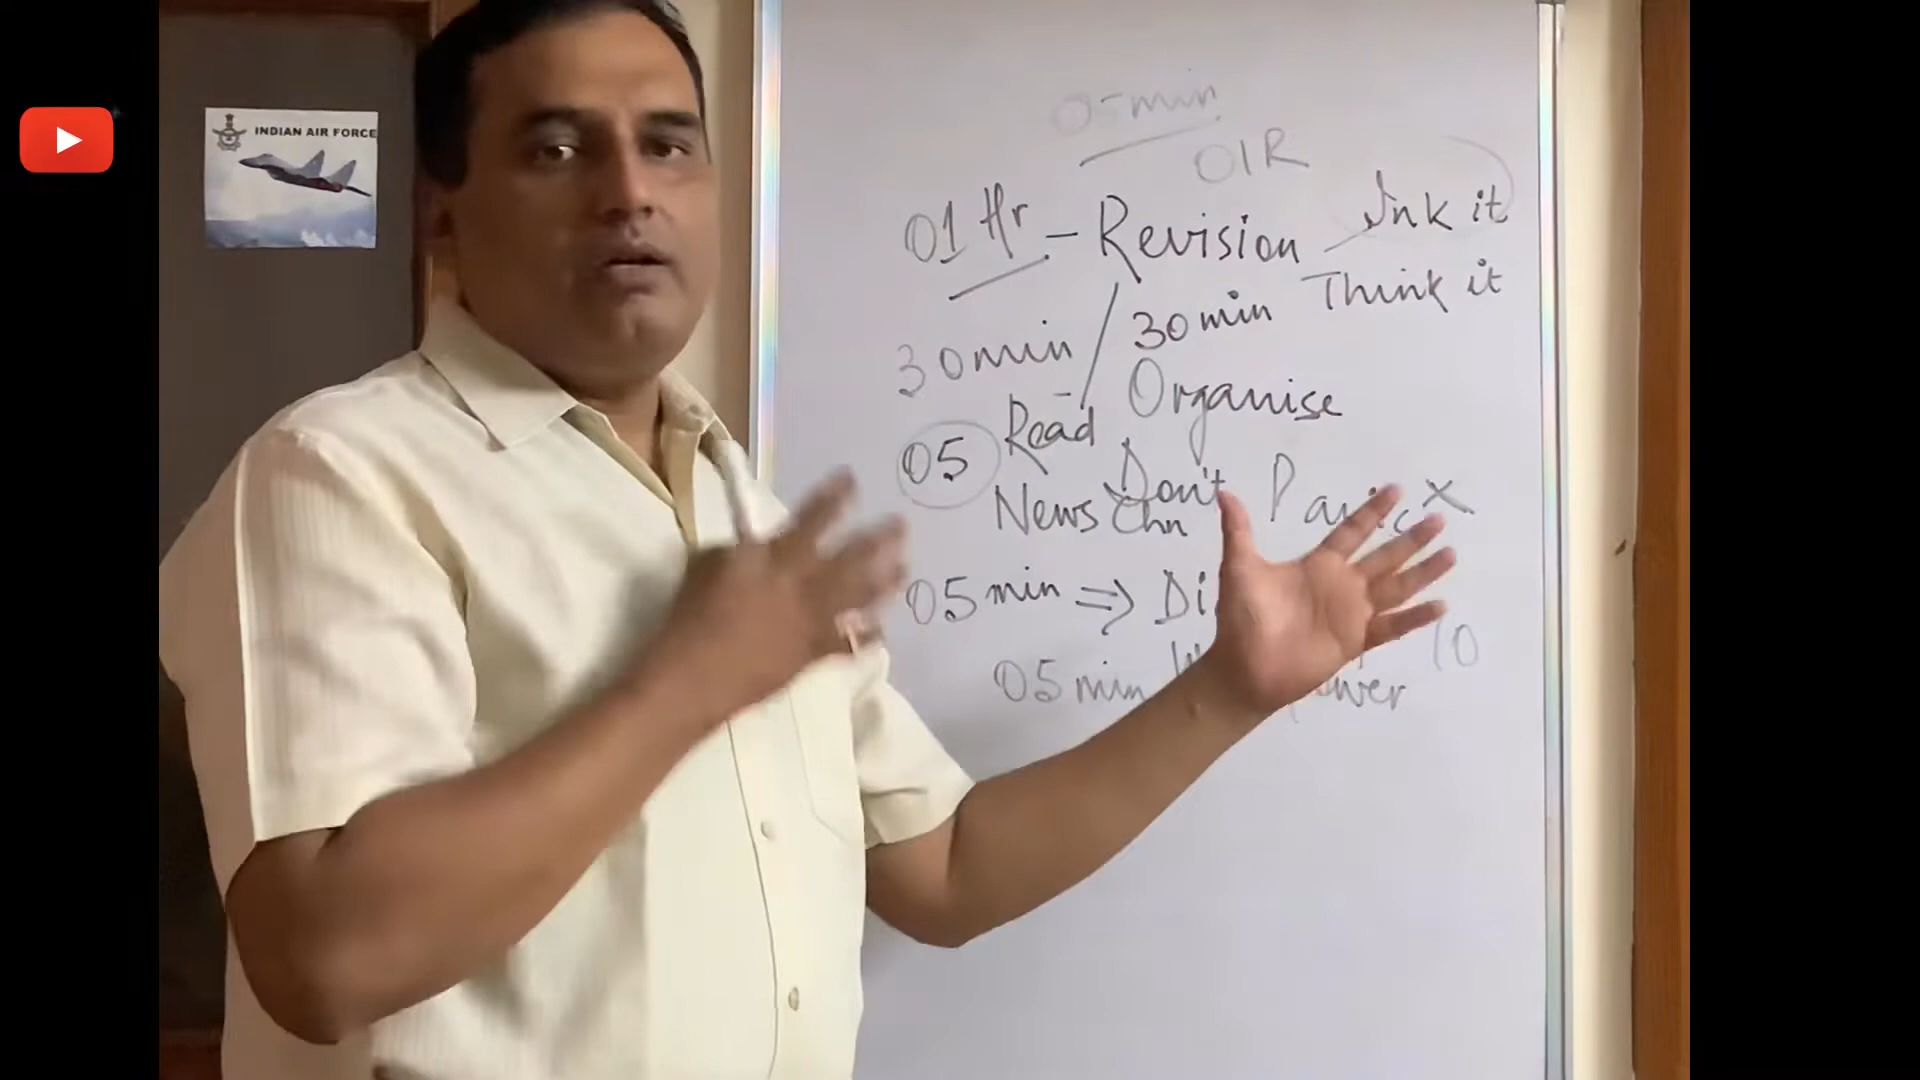 INDIAN AIR FORCE
05 min
OIR
01 Hr - Revision - Ink it
Think it
30 min / 30 min
Read Organise
05
Don't Panic X
News Chn
05 min => Di
10
05 min